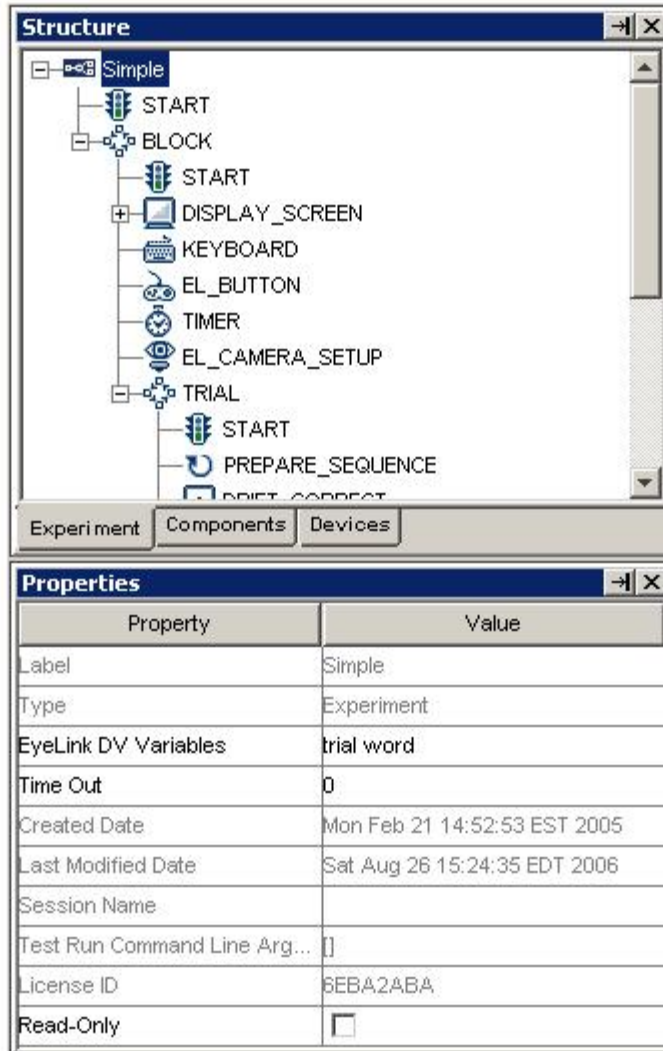 Structure
Simple
START
BLOCK
START
DISPLAY_SCREEN
KEYBOARD
EL_BUTTON
TIMER
EL_CAMERA_SETUP
TRIAL
START
PREPARE_SEQUENCE
DRIFT_CORRECT
Experiment Components Devices
Properties
Property Value
Label Simple
Type Experiment
EyeLink DV Variables trial word
Time Out 0
Created Date Mon Feb 21 14:52:53 EST 2005
Last Modified Date Sat Aug 26 15:24:35 EDT 2006
Session Name
Test Run Command Line Arg... []
License ID 6EBA2ABA
Read-Only